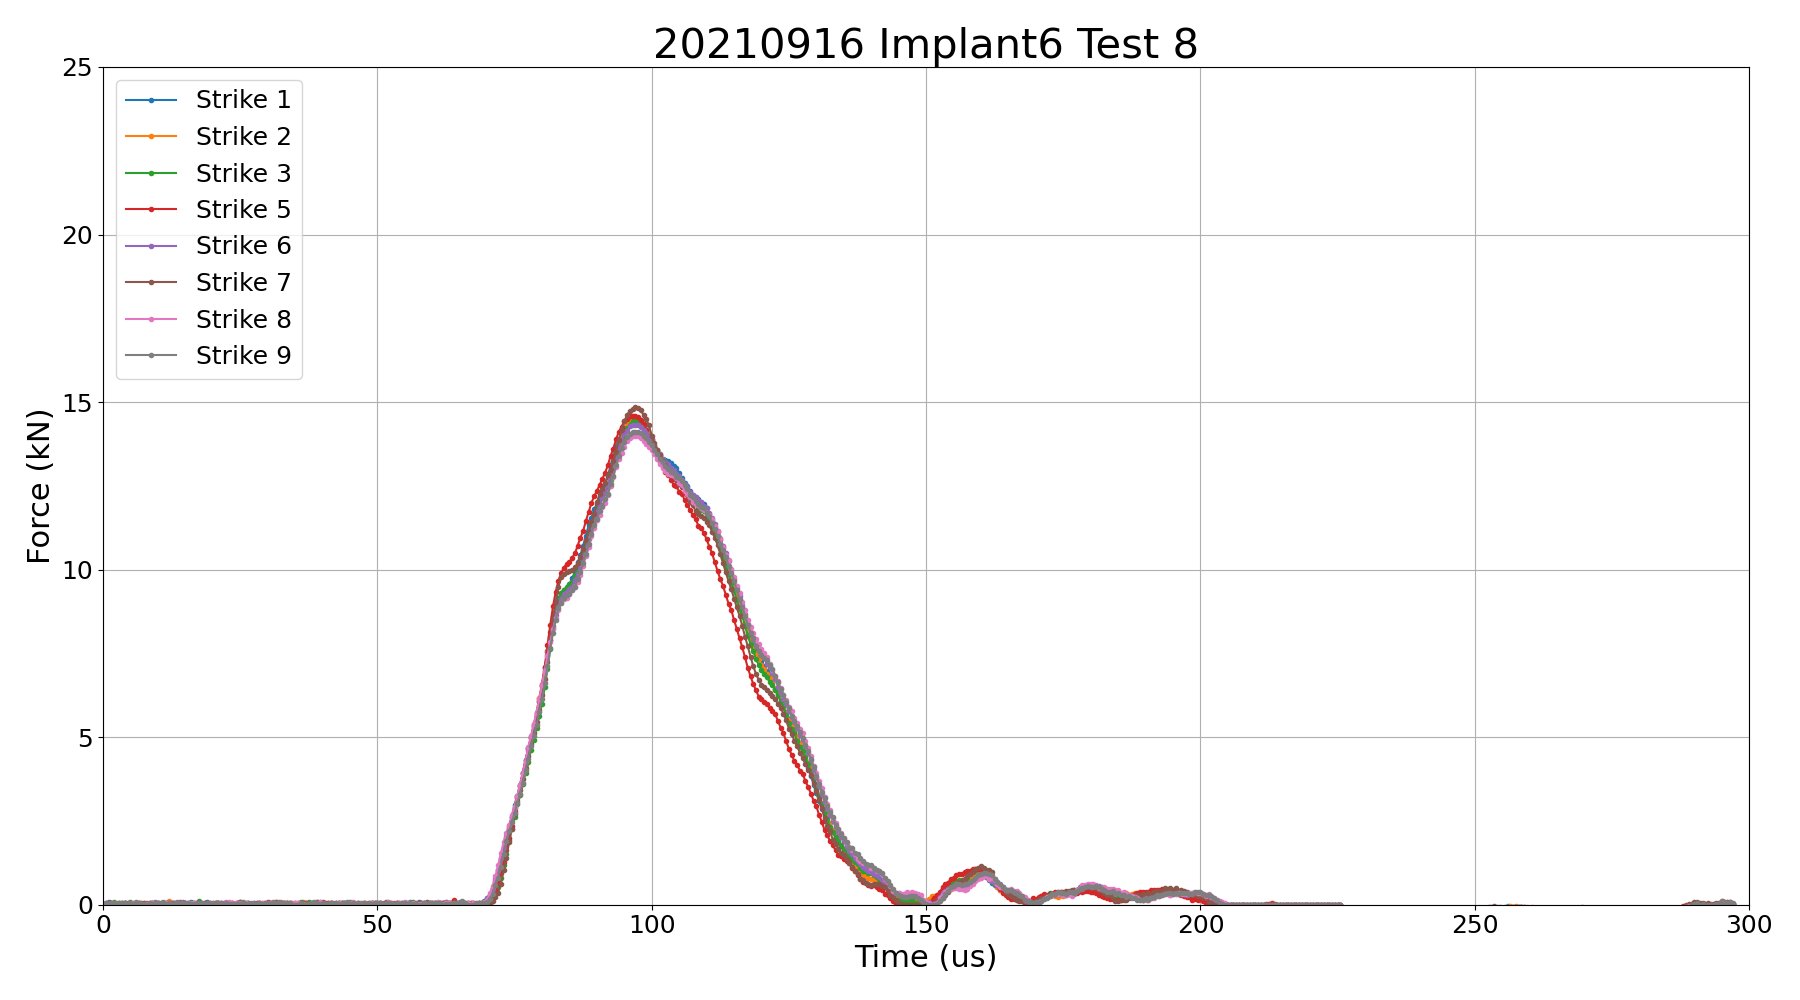 20210916 Implant6 Test 8
25
20
15
10
5
0
Force (kN)
Strike 1
Strike 2
Strike 3
Strike 5
Strike 6
Strike 7
Strike 8
Strike 9
0 50 100 150 200 250 300
Time (us)